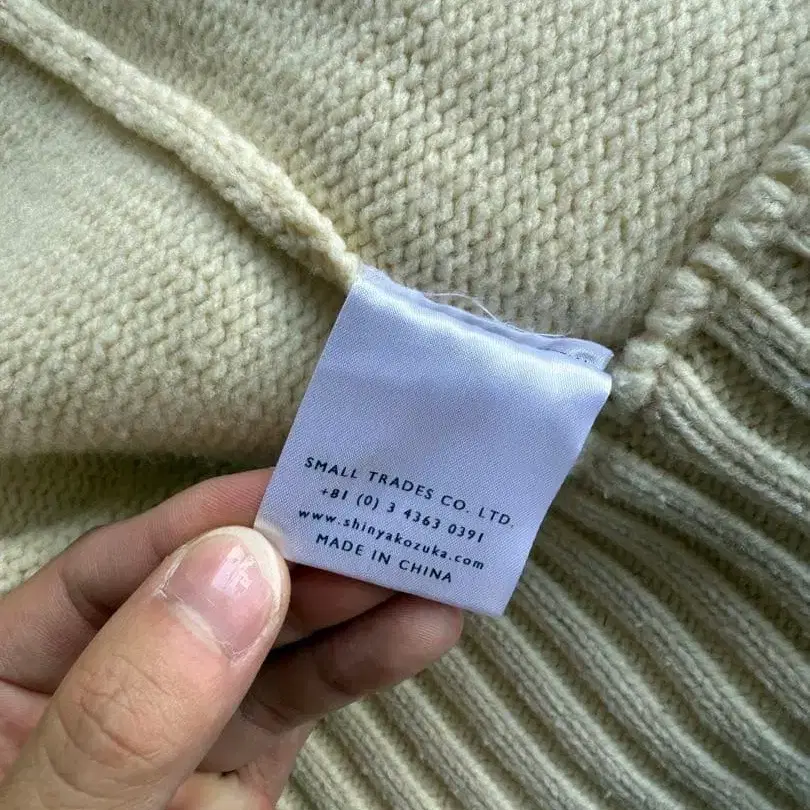 SMALL TRADES CO. LTD.
+81 (0) 3 4363 0391
www.shinyakozuka.com
MADE IN CHINA